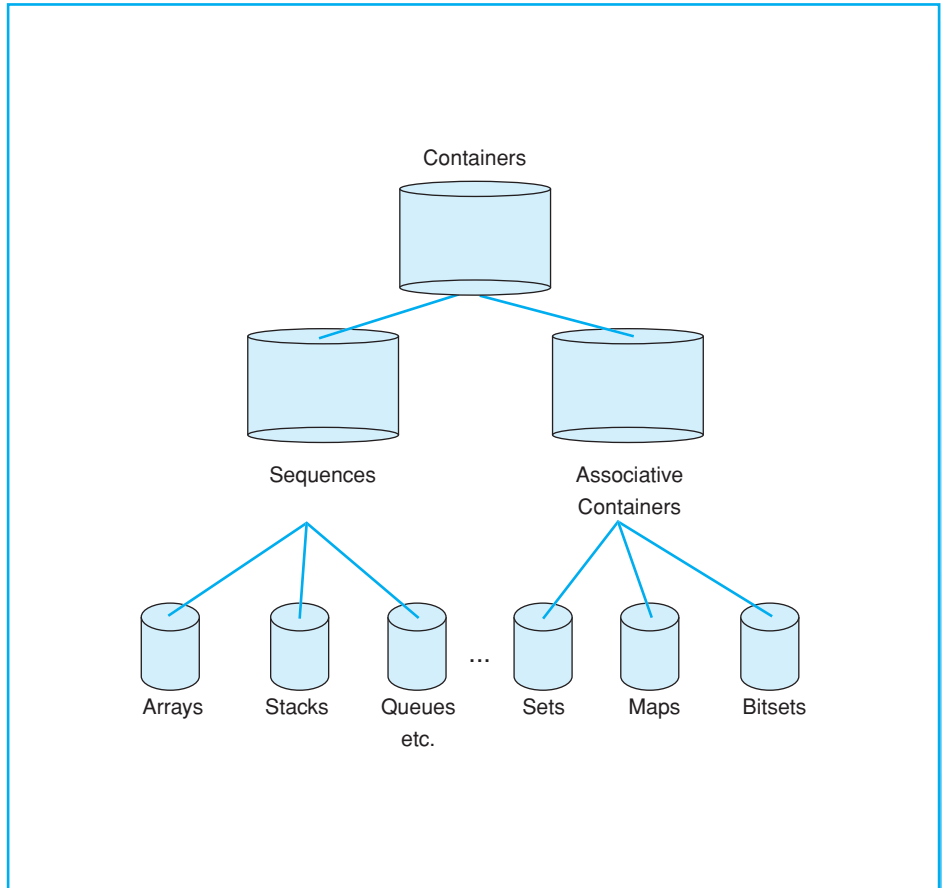 Containers
Sequences
Associative
Containers
...
Arrays
Stacks
Queues
etc.
Sets
Maps
Bitsets